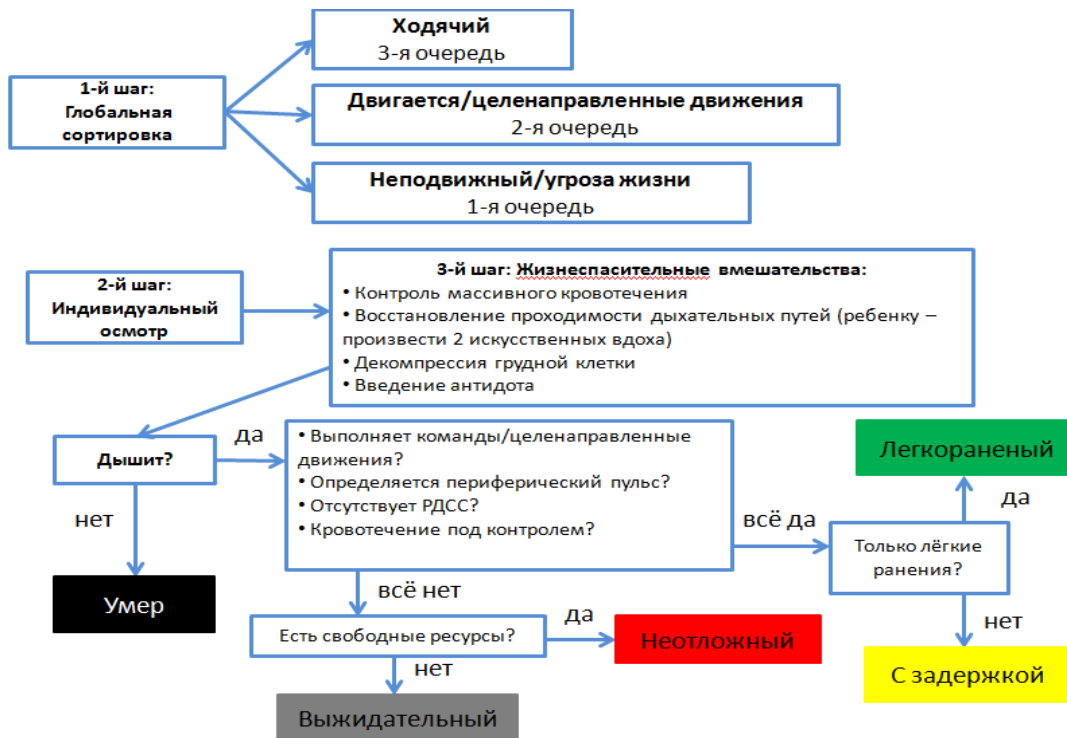 Ходячий
3-я очередь
1-й шаг:
Глобальная
сортировка
Двигается/целенаправленные движения
2-я очередь
Неподвижный/угроза жизни
1-я очередь
2-й шаг:
Индивидуальный
осмотр
3-й шаг: Жизнеспасительные вмешательства:
• Контроль массивного кровотечения
• Восстановление проходимости дыхательных путей (ребенку –
произвести 2 искусственных вдоха)
• Декомпрессия грудной клетки
• Введение антидота
Дышит?
да
нет
Умер
• Выполняет команды/целенаправленные
движения?
• Определяется периферический пульс?
• Отсутствует РДСС?
• Кровотечение под контролем?
всё да
всё нет
Легкораненый
да
Только лёгкие
ранения?
нет
С задержкой
Есть свободные ресурсы?
да
Неотложный
нет
Выжидательный